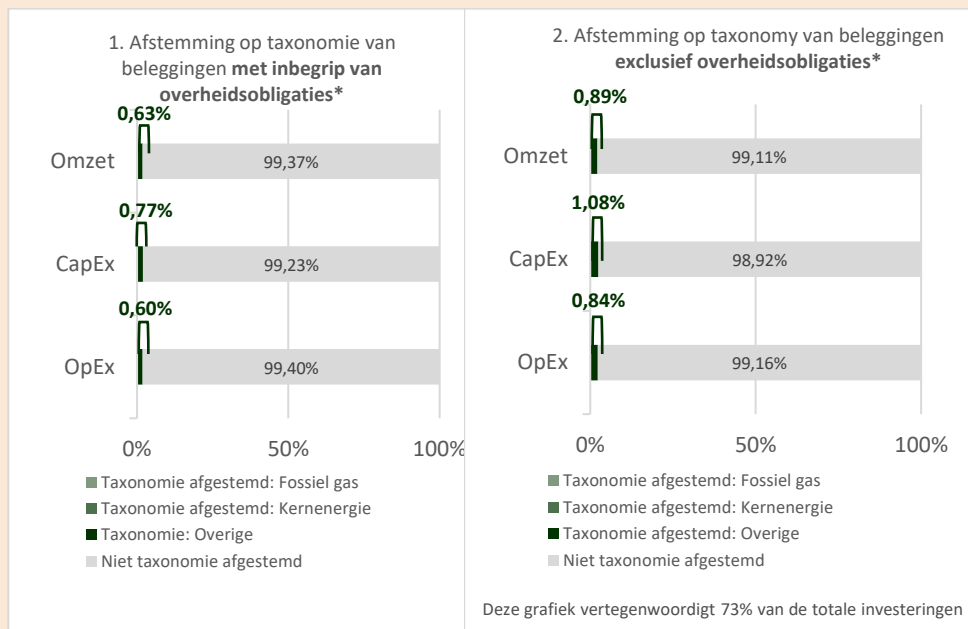 1. Afstemming op taxonomie van
beleggingen met inbegrip van
overheidsobligaties*
0,63%
Omzet
99,37%
0,77%
CapEx
99,23%
0,60%
OpEx
99,40%
0%
50%
100%
Taxonomie afgestemd: Fossiel gas
Taxonomie afgestemd: Kernenergie
Taxonomie: Overige
Niet taxonomie afgestemd
2. Afstemming op taxonomy van beleggingen
exclusief overheidsobligaties*
0,89%
Omzet
99,11%
1,08%
CapEx
98,92%
0,84%
OpEx
99,16%
0%
50%
100%
Taxonomie afgestemd: Fossiel gas
Taxonomie afgestemd: Kernenergie
Taxonomie afgestemd: Overige
Niet taxonomie afgestemd
Deze grafiek vertegenwoordigt 73% van de totale investeringen